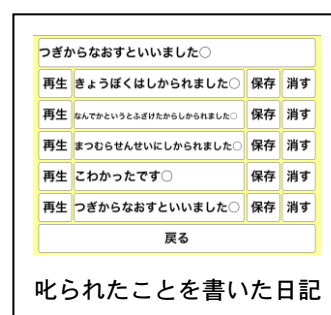 つぎからなおすといいました○
再生 きょうぼくはしかられました○ 保存 消す
再生 なんでかというとふざけたからしかられました○ 保存 消す
再生 まつむらせんせいにしかられました○ 保存 消す
再生 こわかったです○ 保存 消す
再生 つぎからなおすといいました○ 保存 消す
戻る
叱られたことを書いた日記